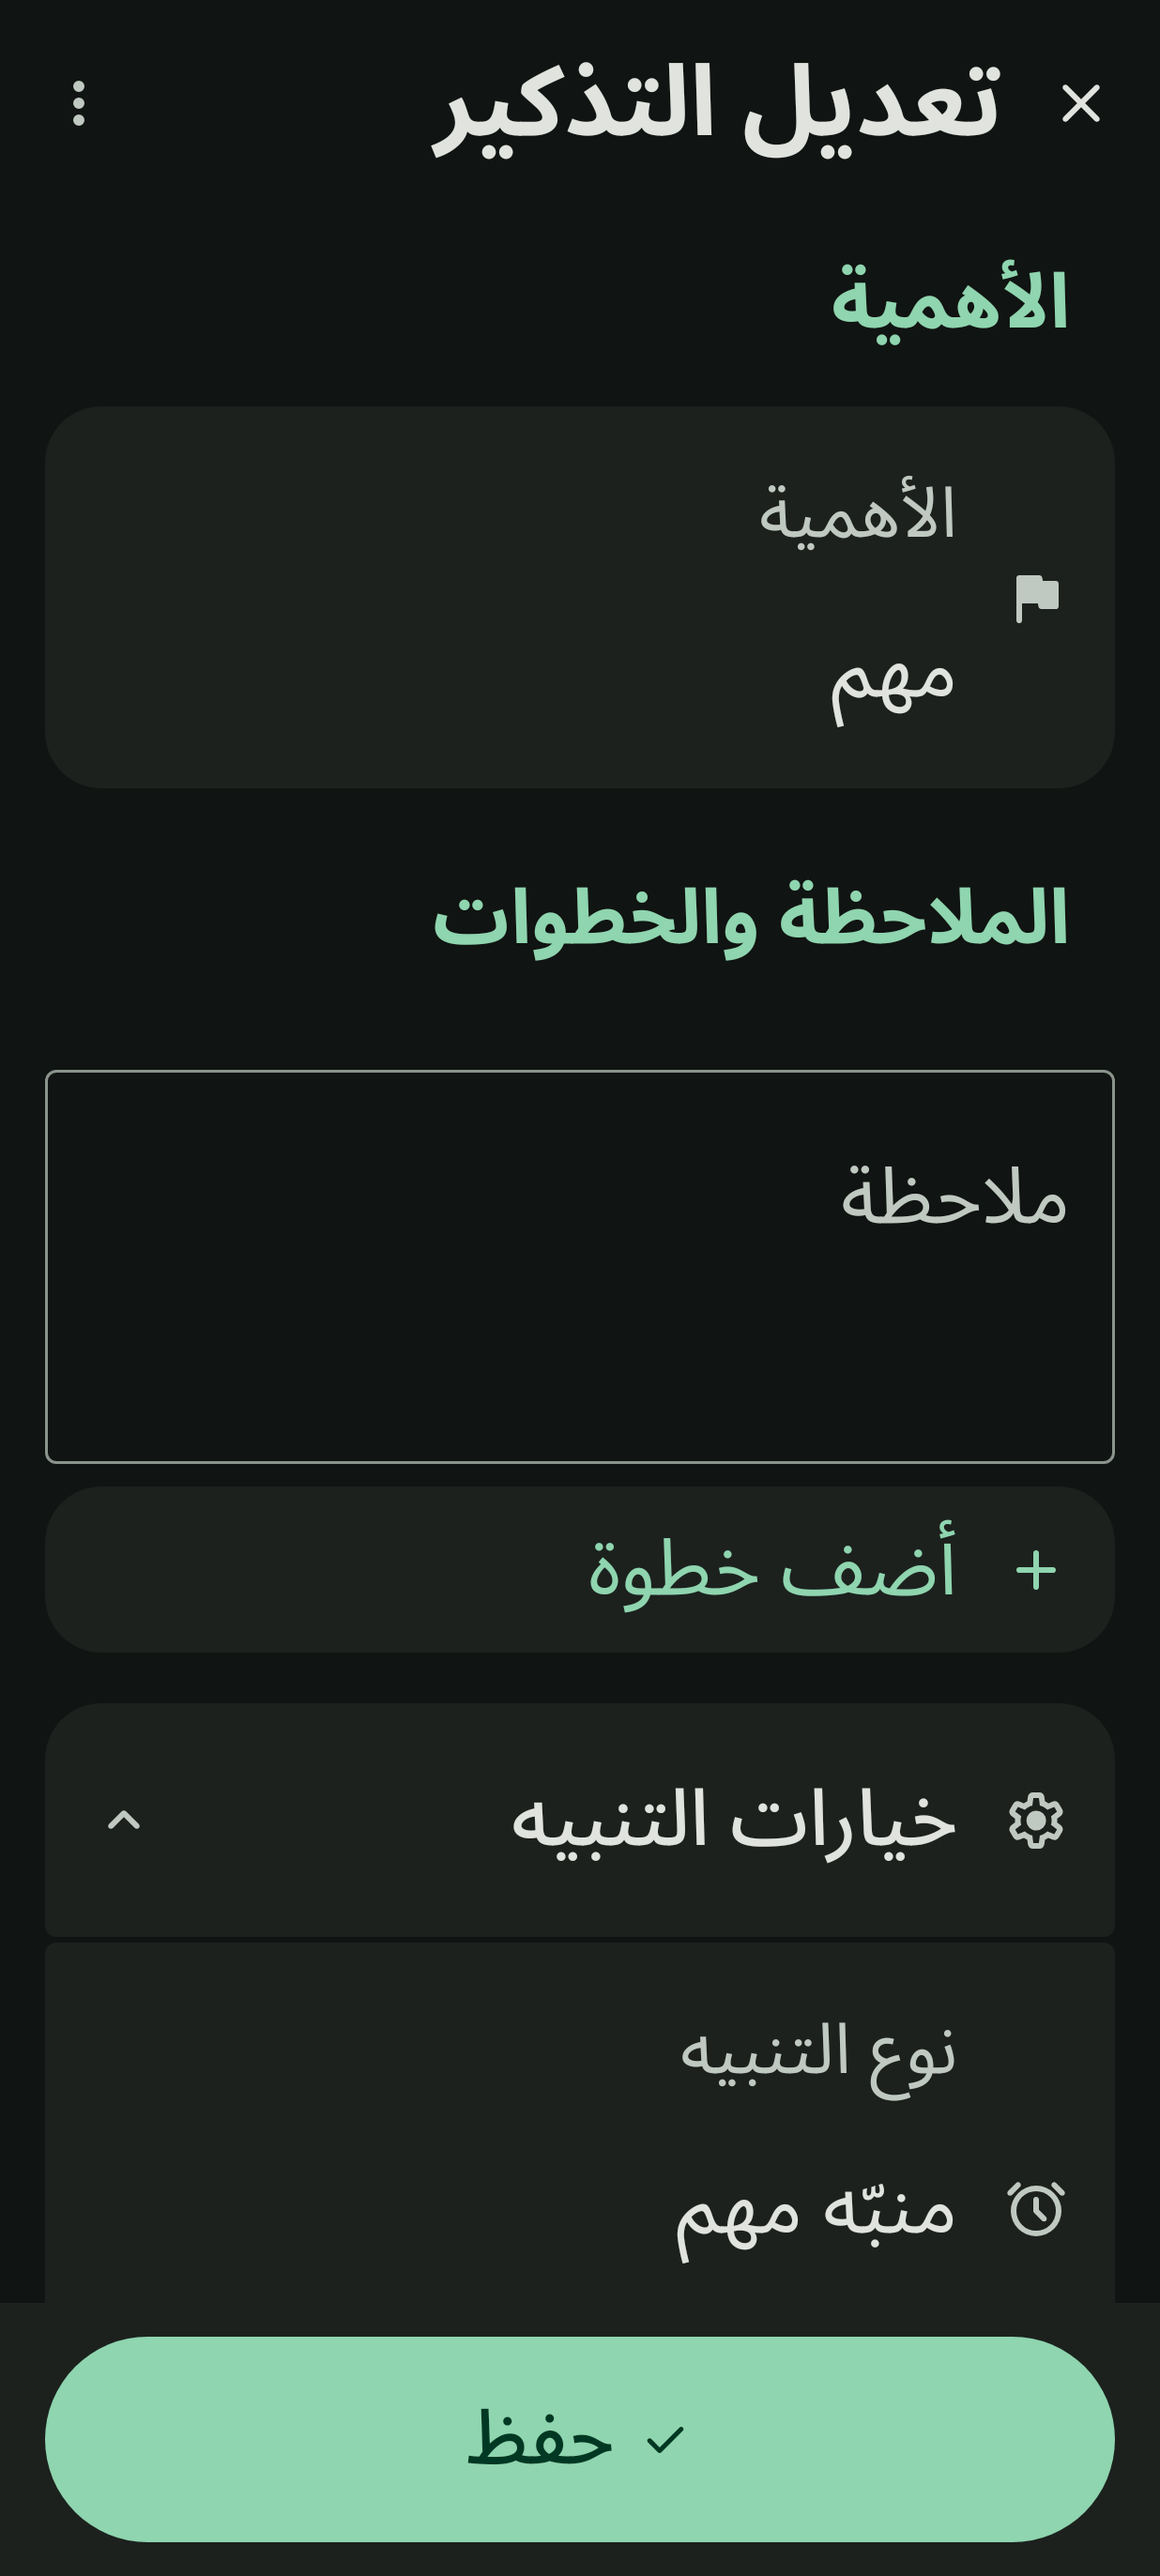 تعديل التذكير
الأهمية
الأهمية
مهم
الملاحظة والخطوات
ملاحظة
أضف خطوة
خيارات التنبيه
نوع التنبيه
منبّه مهم
حفظ